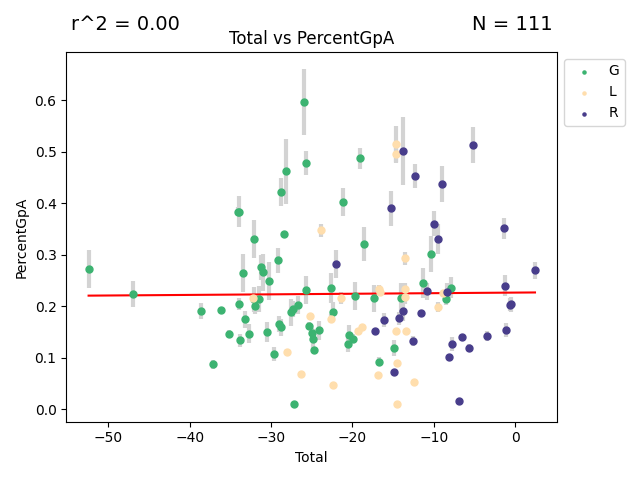 r^2 = 0.00
N = 111
Total vs PercentGpA
PercentGpA
0.6
0.5
0.4
0.3
0.2
0.1
0.0
−50
−40
−30
−20
−10
0
Total
G
L
R